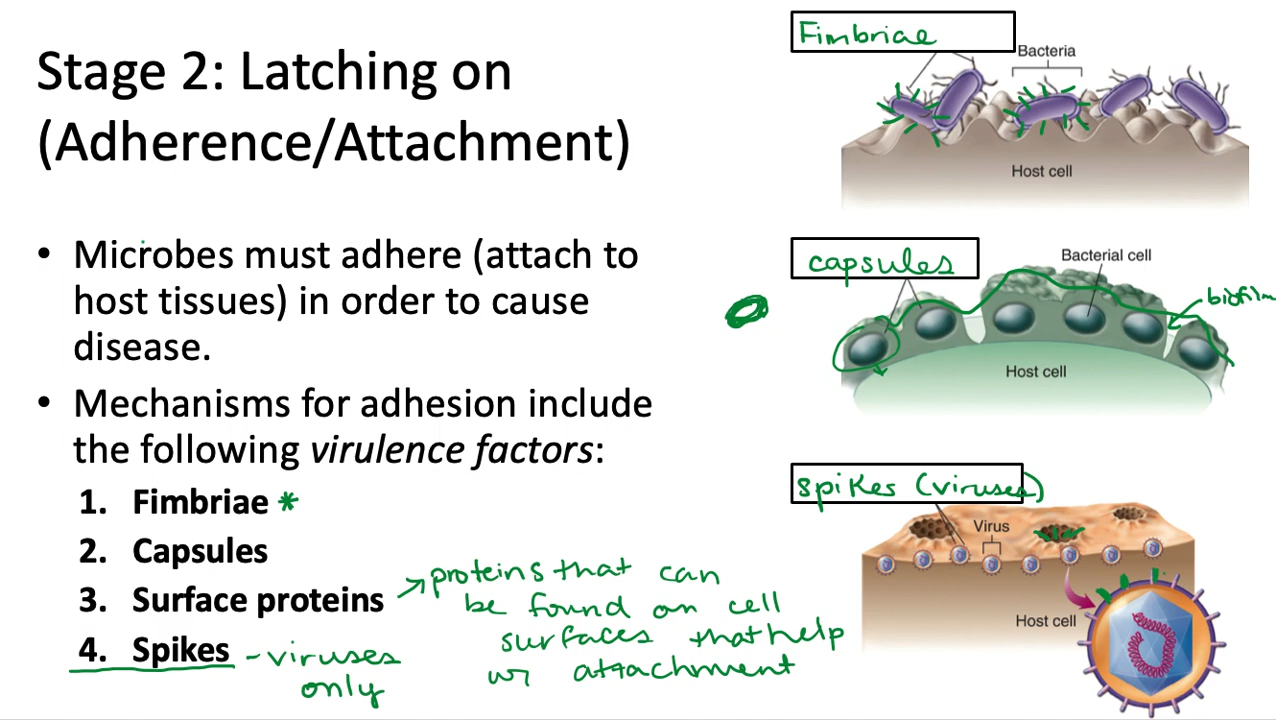 Stage 2: Latching on
(Adherence/Attachment)
• Microbes must adhere (attach to
host tissues) in order to cause
disease.
• Mechanisms for adhesion include
the following virulence factors:
1. Fimbriae *
2. Capsules
3. Surface proteins → proteins that can
be found on cell
surfaces that help
w/ attachment
4. Spikes - viruses
only
Fimbriae
Bacteria
Host cell
capsules
Bacterial cell
biofilm
Host cell
spikes (viruses)
Virus
Host cell